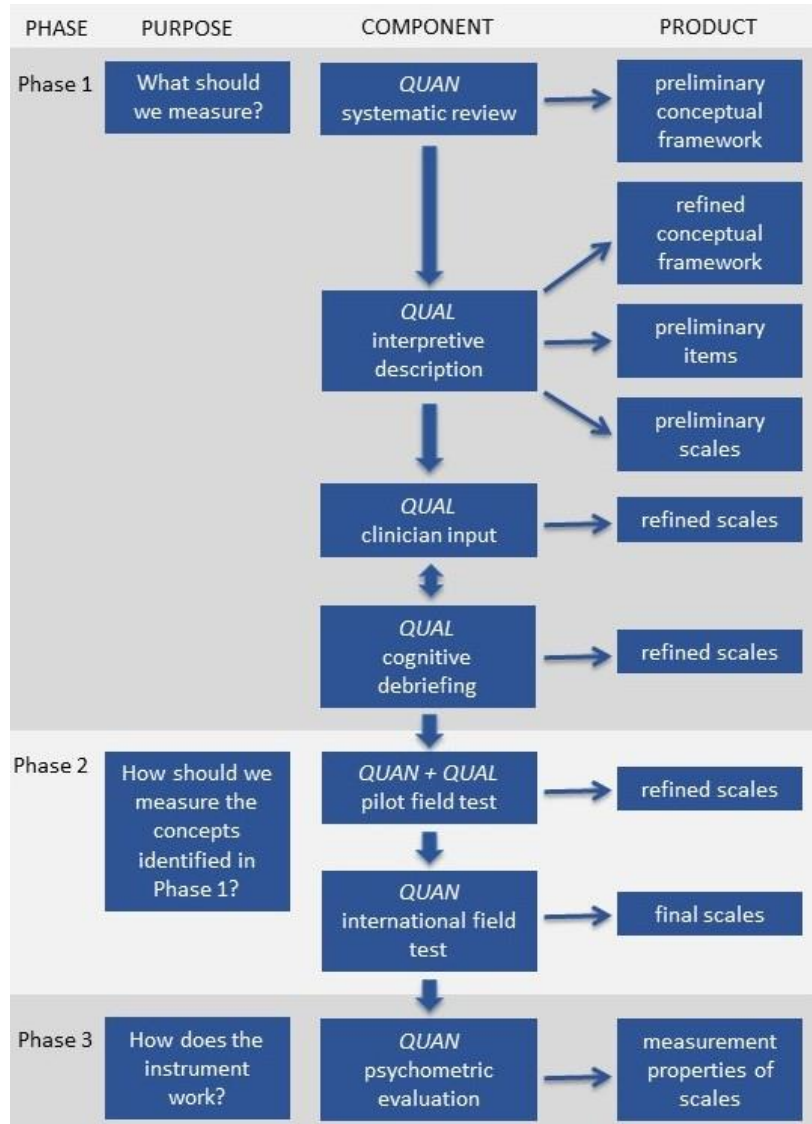 PHASE PURPOSE COMPONENT PRODUCT
Phase 1
What should
we measure?
QUAN
systematic review
preliminary
conceptual
framework
refined
conceptual
framework
QUAL
interpretive
description
preliminary
items
preliminary
scales
QUAL
clinician input
refined scales
QUAL
cognitive
debriefing
refined scales
Phase 2
How should we
measure the
concepts
identified in
Phase 1?
QUAN + QUAL
pilot field test
refined scales
QUAN
international field
test
final scales
Phase 3
How does the
instrument
work?
QUAN
psychometric
evaluation
measurement
properties of
scales